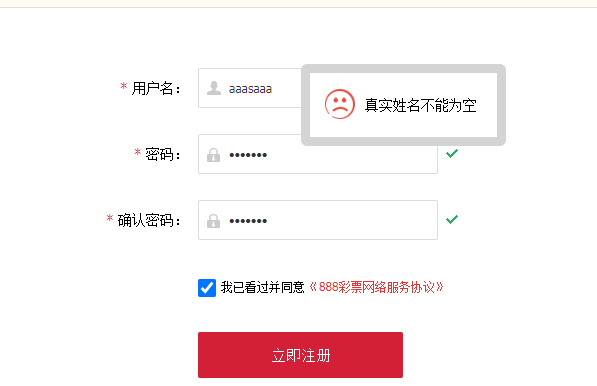 * 用户名： aaasaaa
真实姓名不能为空
* 密码： •••••••
* 确认密码： •••••••
我已看过并同意《888彩票网络服务协议》
立即注册